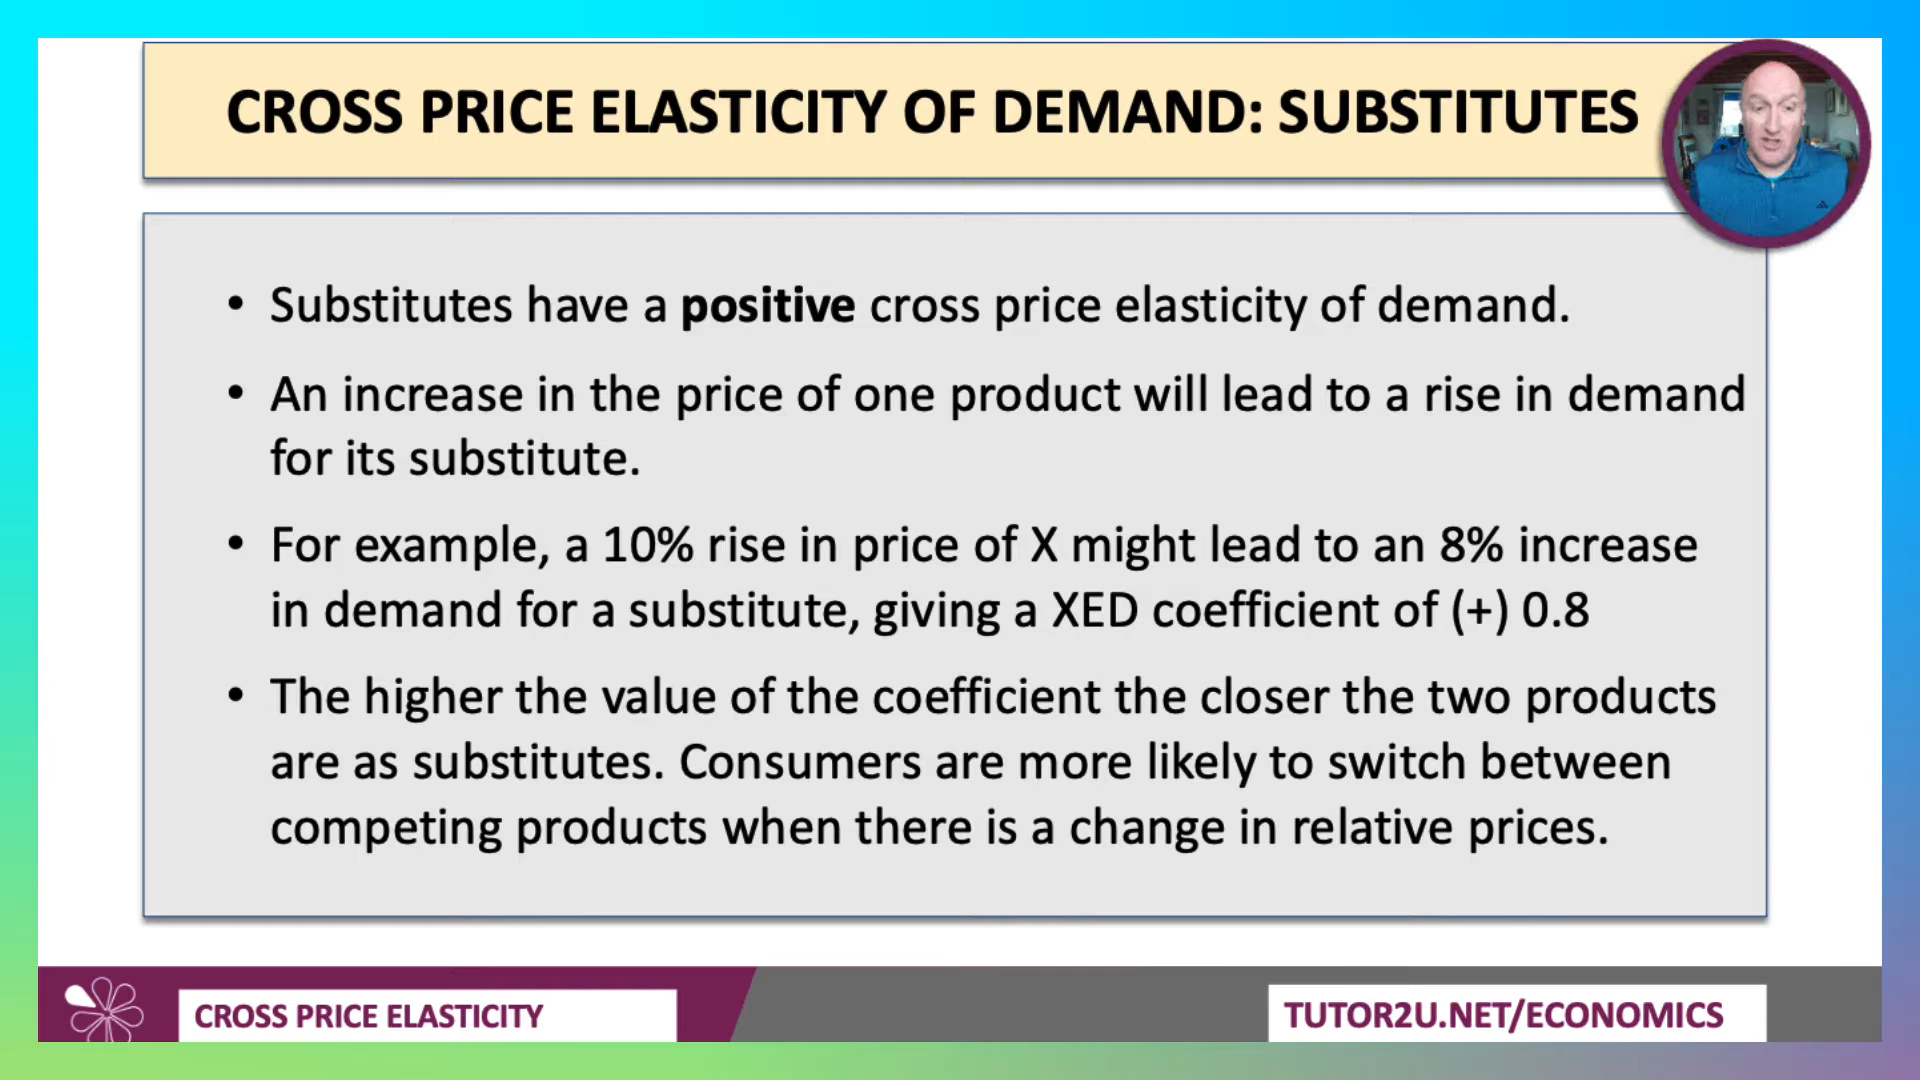 CROSS PRICE ELASTICITY OF DEMAND: SUBSTITUTES
• Substitutes have a positive cross price elasticity of demand.
• An increase in the price of one product will lead to a rise in demand
for its substitute.
• For example, a 10% rise in price of X might lead to an 8% increase
in demand for a substitute, giving a XED coefficient of (+) 0.8
• The higher the value of the coefficient the closer the two products
are as substitutes. Consumers are more likely to switch between
competing products when there is a change in relative prices.
CROSS PRICE ELASTICITY
TUTOR2U.NET/ECONOMICS